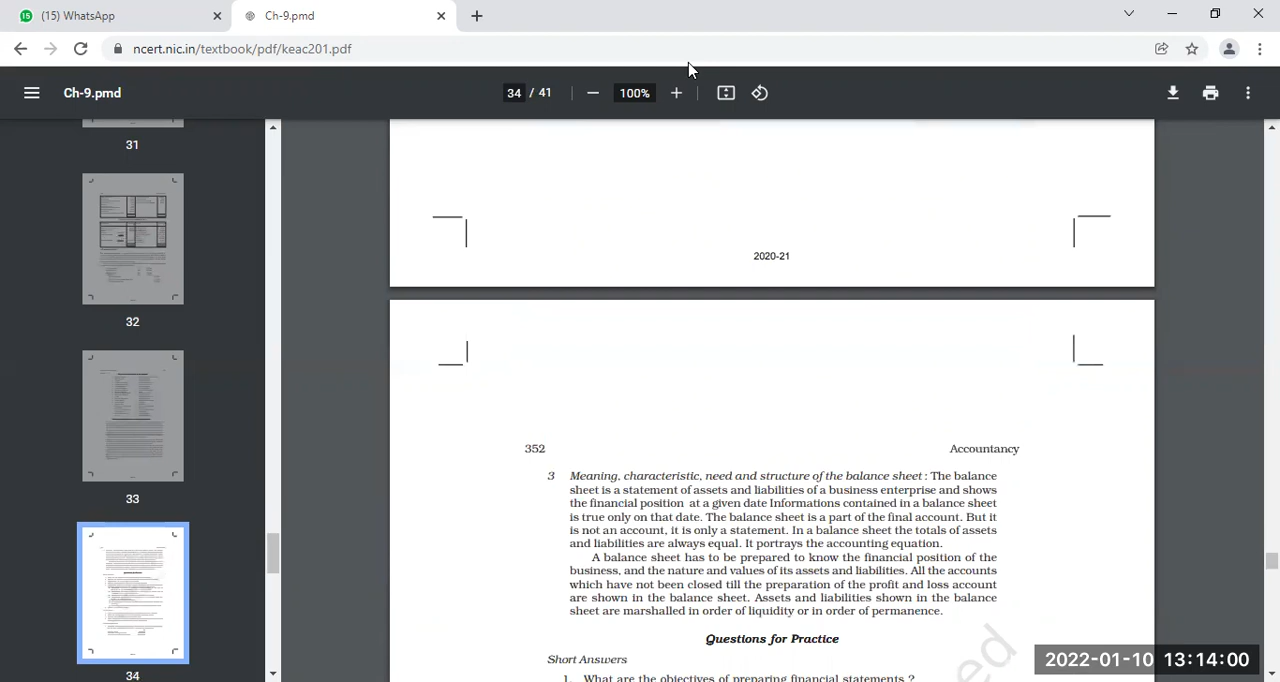 15 (15) WhatsApp
Ch-9.pmd
ncert.nic.in/textbook/pdf/keac201.pdf
Ch-9.pmd
34 / 41
100%
31
32
33
34
2020-21
352 Accountancy
3 Meaning, characteristic, need and structure of the balance sheet : The balance
sheet is a statement of assets and liabilities of a business enterprise and shows
the financial position at a given date Informations contained in a balance sheet
is true only on that date. The balance sheet is a part of the final account. But it
is not an account, it is only a statement. In a balance sheet the totals of assets
and liabilities are always equal. It portrays the accounting equation.
A balance sheet has to be prepared to know the financial position of the
business, and the nature and values of its assets and liabilities. All the accounts
which have not been closed till the preparation of the profit and loss account
are shown in the balance sheet. Assets and liabilities shown in the balance
sheet are marshalled in order of liquidity or in order of permanence.
Questions for Practice
Short Answers
1. What are the objectives of preparing financial statements ?
2022-01-10 13:14:00